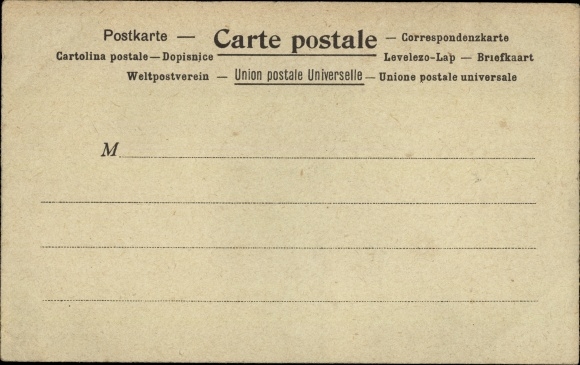 Postkarte — Carte postale — Correspondenzkarte
Cartolina postale — Dopisnice Levelezo-Lap — Briefkaart
Weltpostverein — Union postale Universelle — Unione postale universale
M